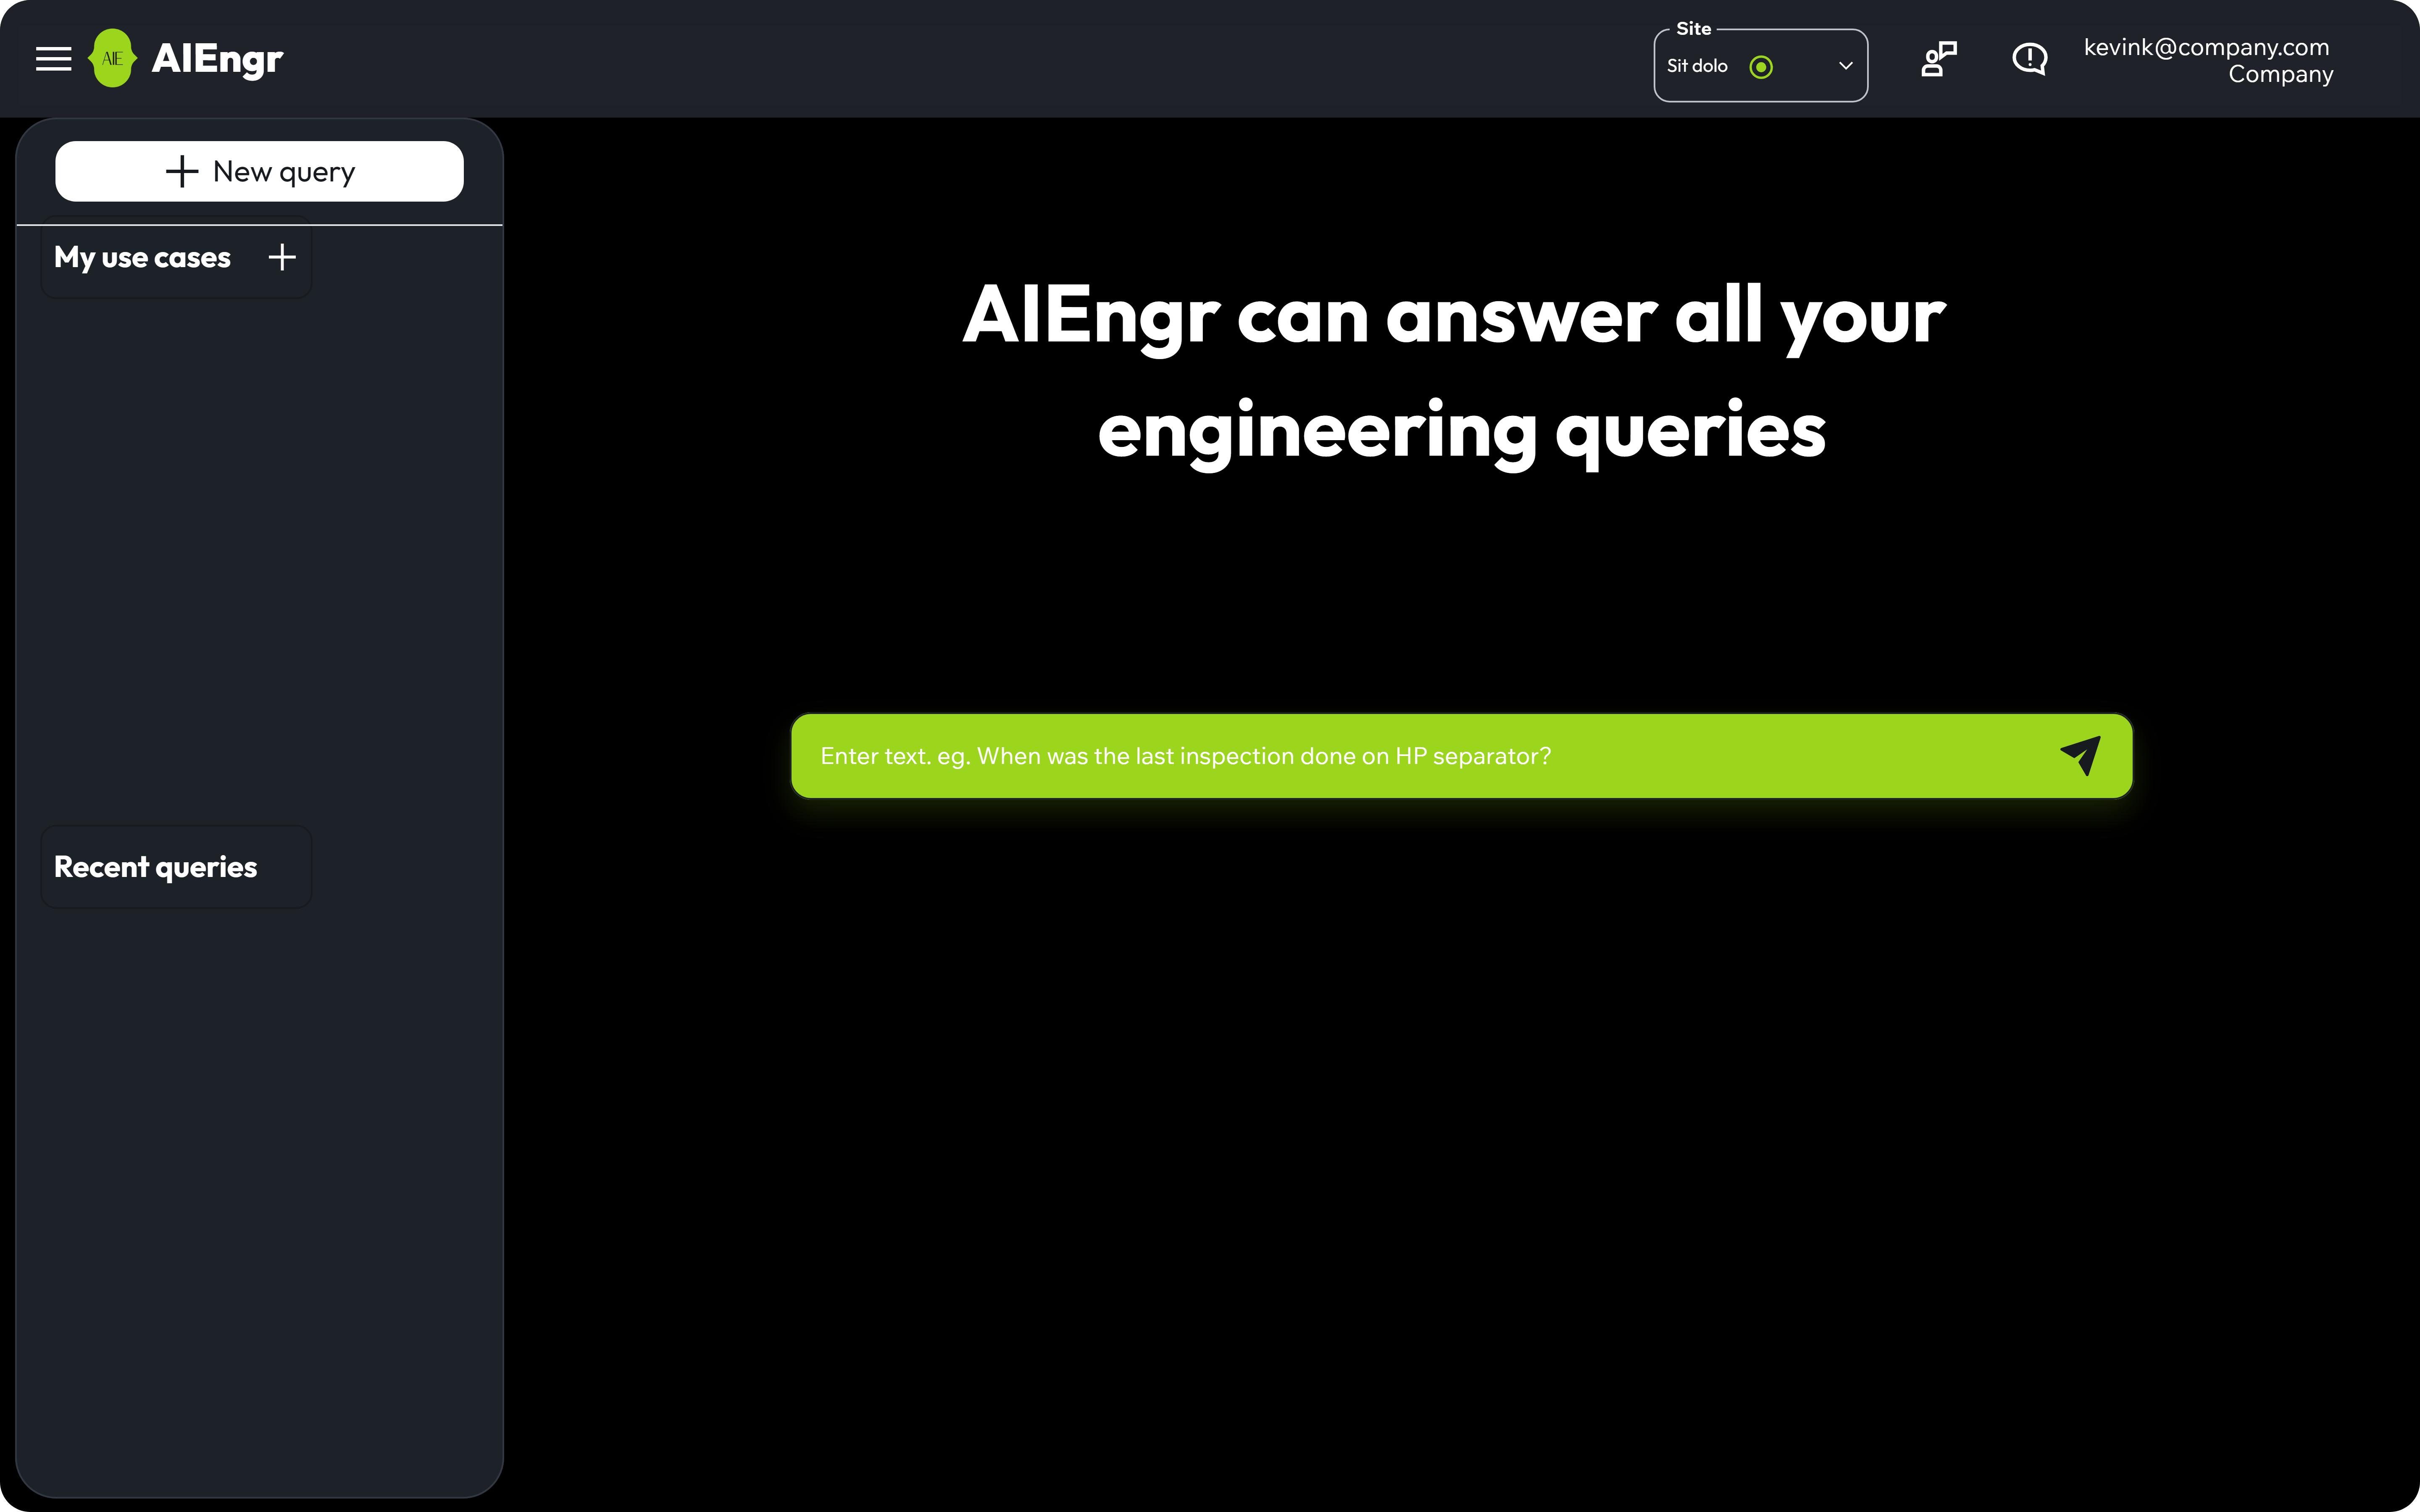 AIE
AIEngr
Site
Sit dolo
kevink@company.com
Company
New query
My use cases
Recent queries
AIEngr can answer all your
engineering queries
Enter text. eg. When was the last inspection done on HP separator?